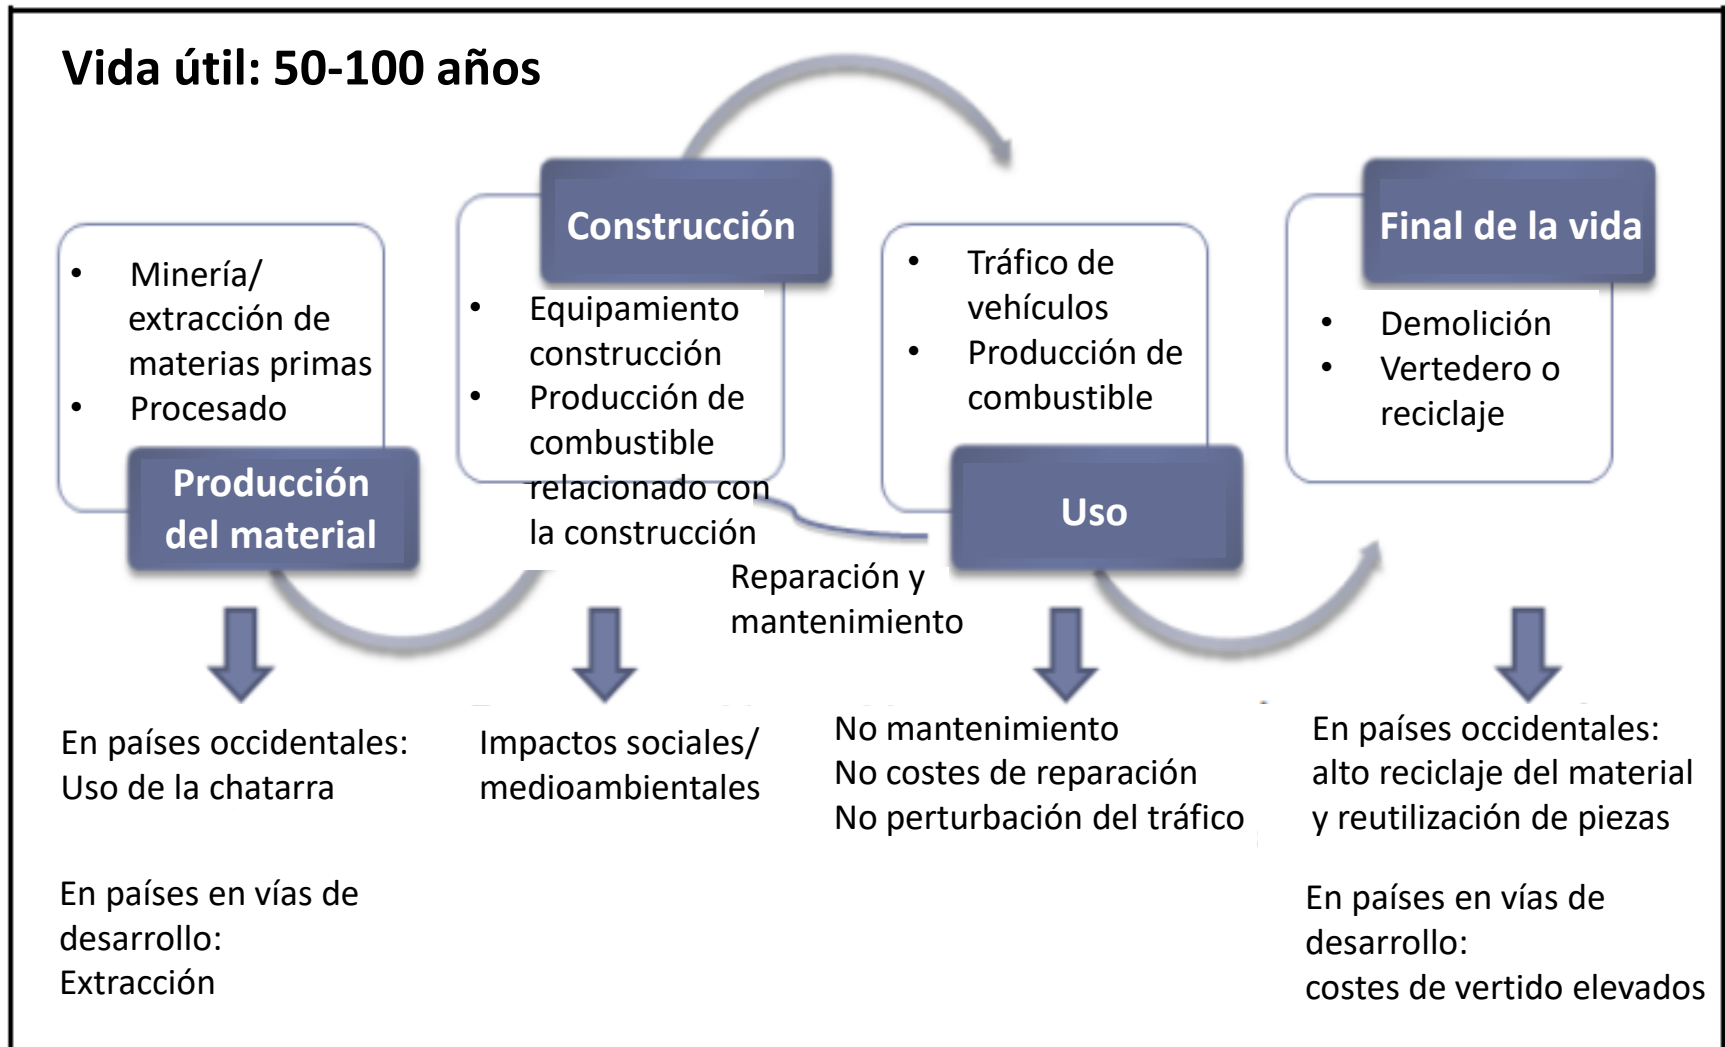 Vida útil: 50-100 años
• Minería/
extracción de
materias primas
• Procesado
Producción
del material
Construcción
• Equipamiento
construcción
• Producción de
combustible
relacionado con
la construcción
Reparación y
mantenimiento
• Tráfico de
vehículos
• Producción de
combustible
Uso
Final de la vida
• Demolición
• Vertedero o
reciclaje
En países occidentales:
Uso de la chatarra
En países en vías de
desarrollo:
Extracción
Impactos sociales/
medioambientales
No mantenimiento
No costes de reparación
No perturbación del tráfico
En países occidentales:
alto reciclaje del material
y reutilización de piezas
En países en vías de
desarrollo:
costes de vertido elevados